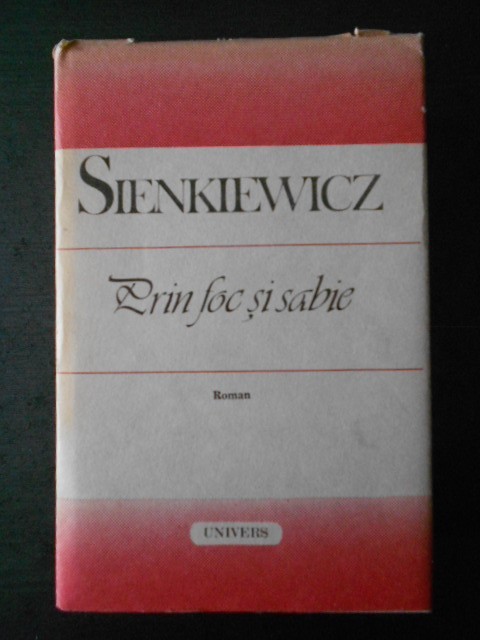 SIENKIEWICZ
Prin foc și sabie
Roman
UNIVERS